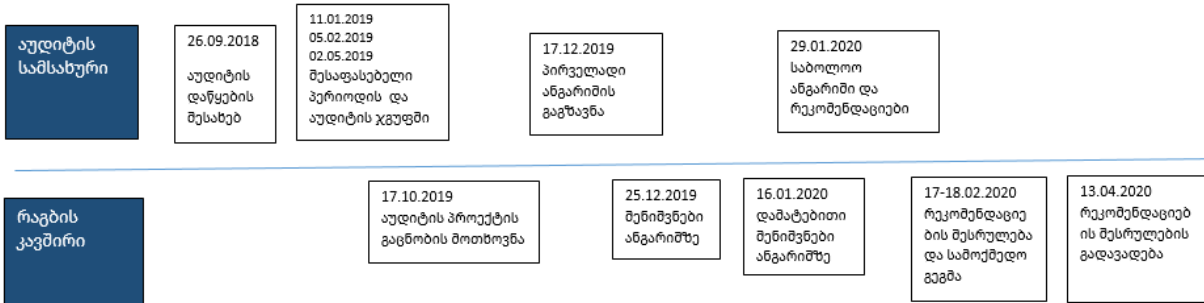 აუდიტის
სამსახური
26.09.2018
აუდიტის
დაწყების
შესახებ
11.01.2019
05.02.2019
02.05.2019
შესაფასებელი
პერიოდის და
აუდიტის ჯგუფში
17.12.2019
პირველადი
ანგარიშის
გაგზავნა
29.01.2020
საბოლოო
ანგარიში და
რეკომენდაციები
რაგბის
კავშირი
17.10.2019
აუდიტის პროექტის
გაცნობის მოთხოვნა
25.12.2019
შენიშვნები
ანგარიშზე
16.01.2020
დამატებითი
შენიშვნები
ანგარიშზე
17-18.02.2020
რეკომენდაციე
ბის შესრულება
და სამოქმედო
გეგმა
13.04.2020
რეკომენდაციებ
ის შესრულების
გადავადება